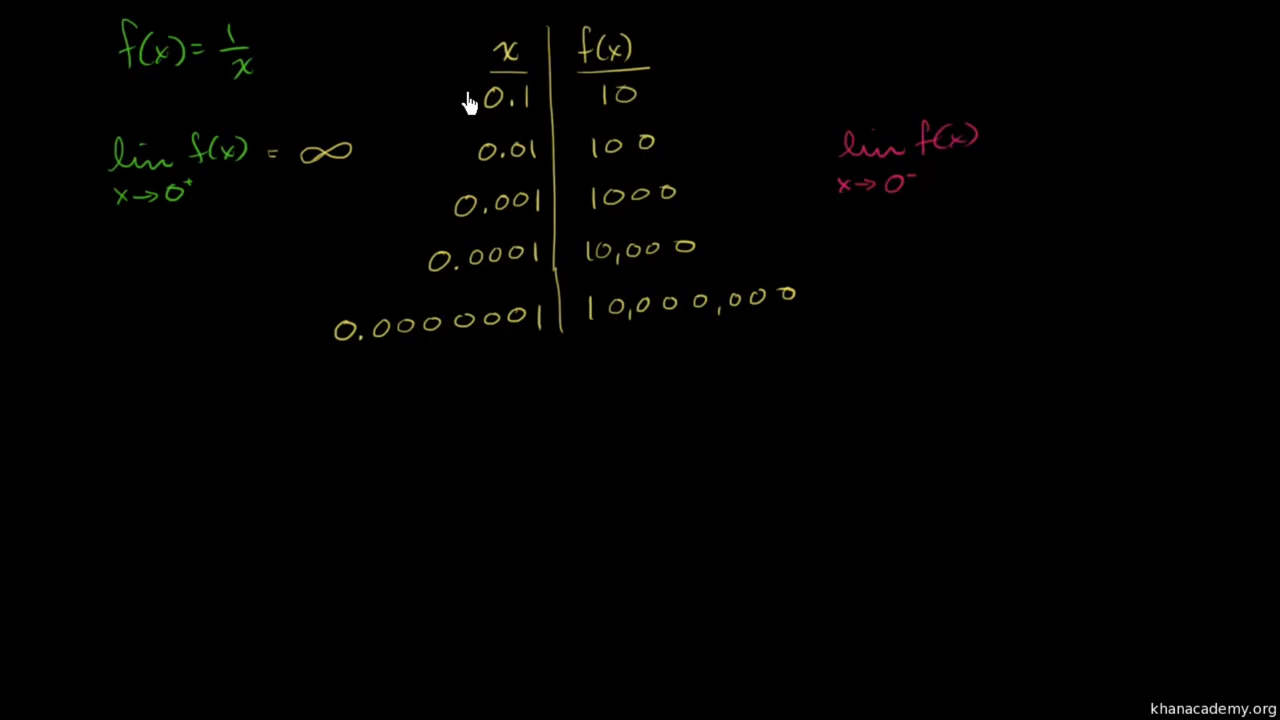 f(x) = 1/x
lim f(x) = ∞
x→0⁺
x | f(x)
0.1 | 10
0.01 | 100
0.001 | 1000
0.0001 | 10,000
0.0000001 | 10,000,000
lim f(x)
x→0⁻
khanacademy.org